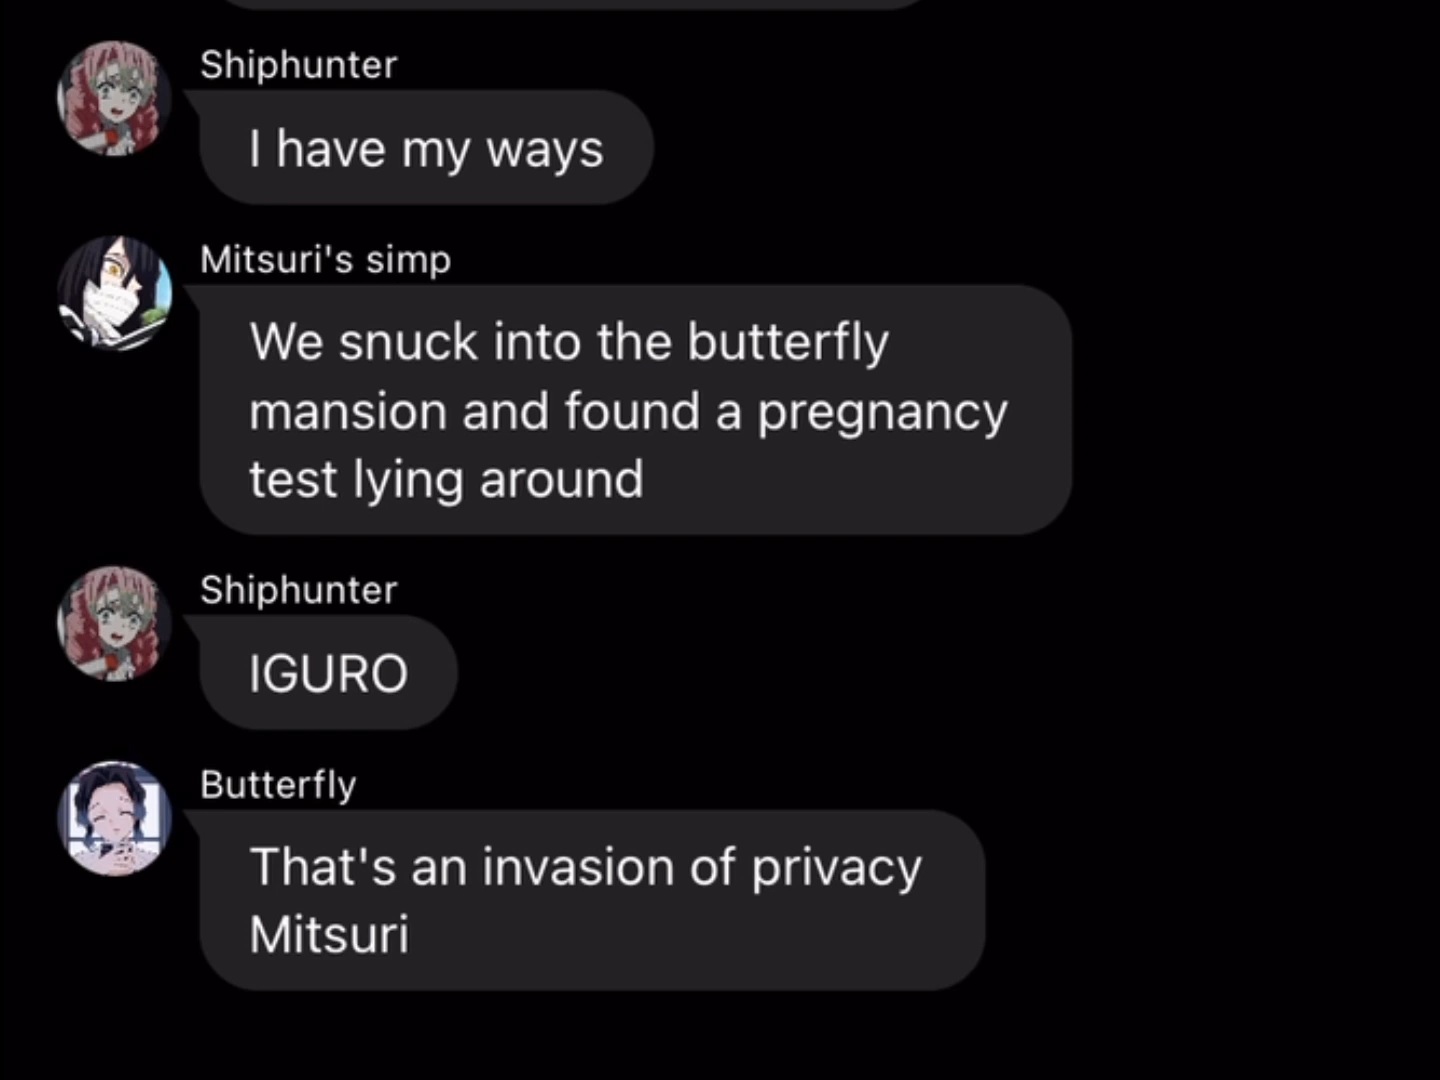 Shiphunter
I have my ways
Mitsuri's simp
We snuck into the butterfly
mansion and found a pregnancy
test lying around
Shiphunter
IGURO
Butterfly
That's an invasion of privacy
Mitsuri